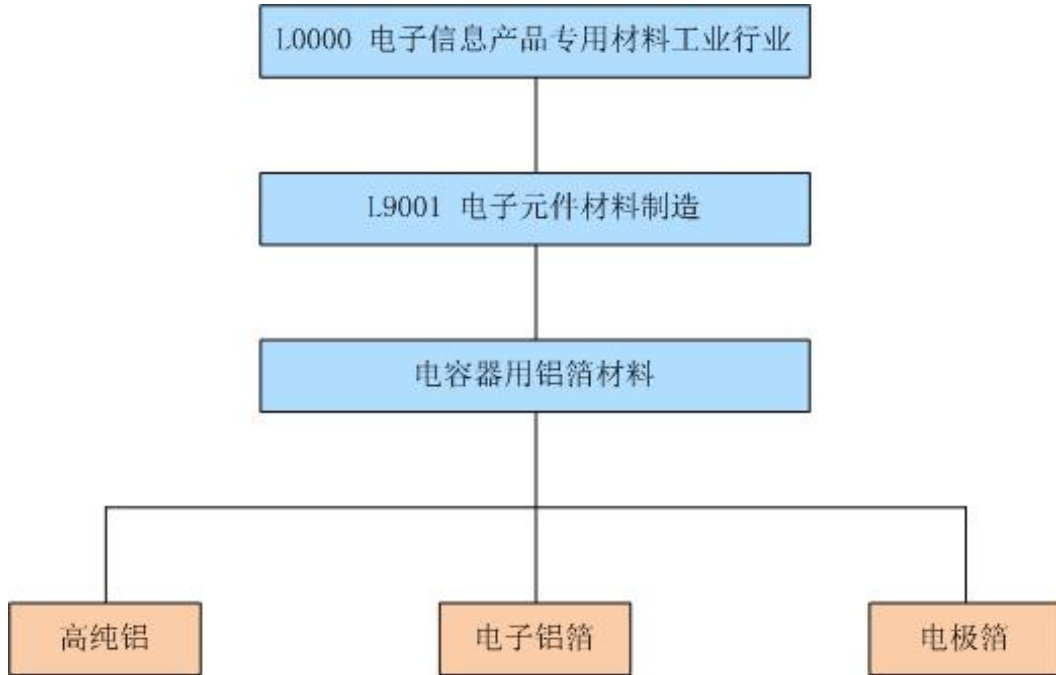 L0000 电子信息产品专用材料工业行业
L9001 电子元件材料制造
电容器用铝箔材料
高纯铝
电子铝箔
电极箔